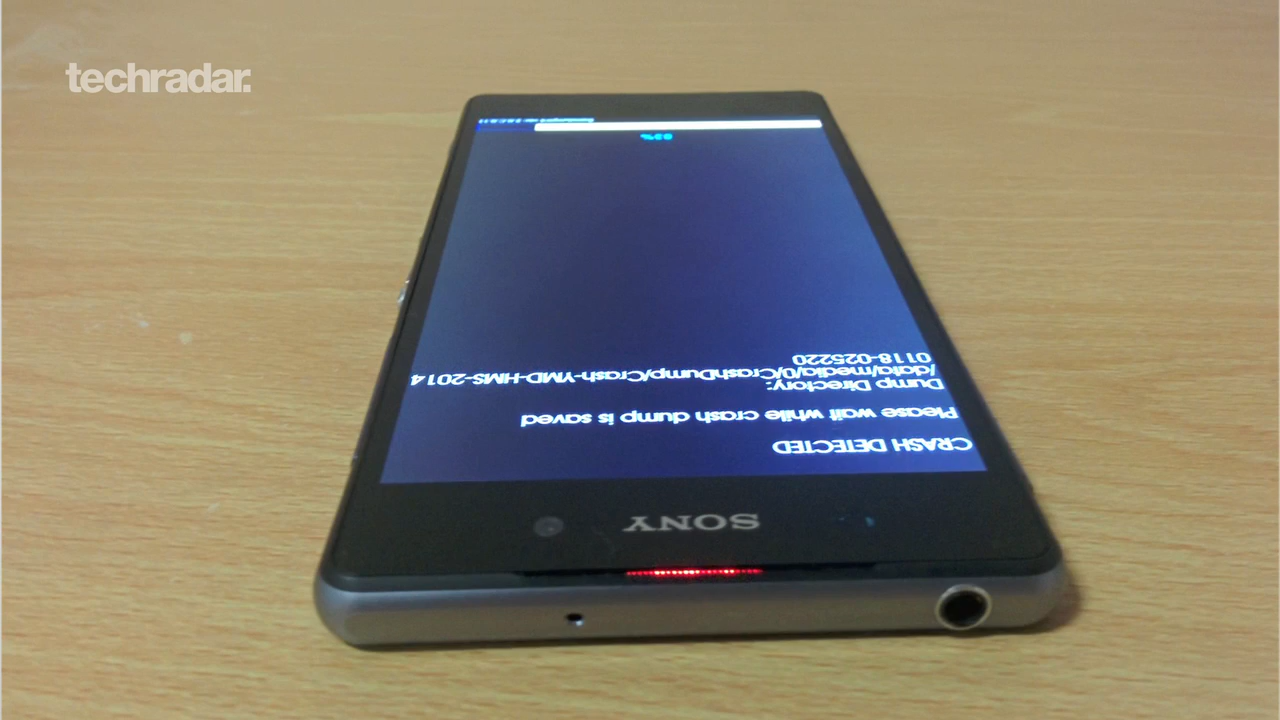 techradar.
SONY
CRASH DETECTED
Please wait while crash dump is saved
Dump Directory:
/data/media/0/CrashDump/Crash-YMD-HMS-2014
0118-025220